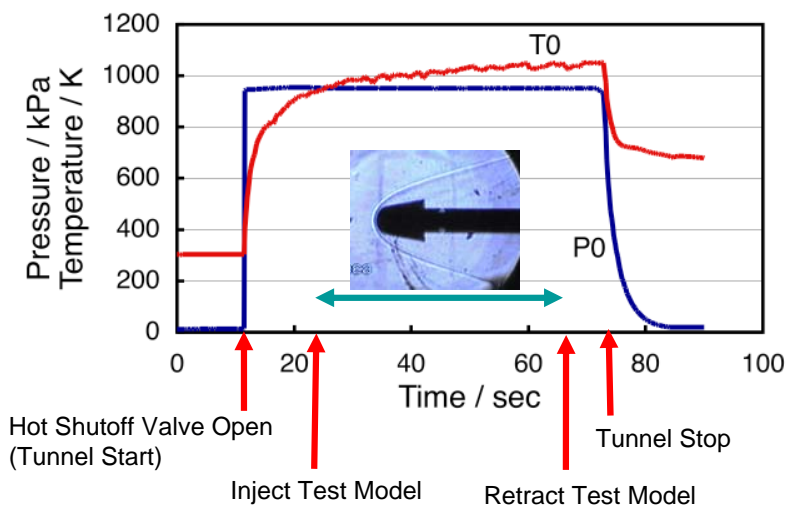 1200
1000
800
600
400
200
0
Pressure / kPa
Temperature / K
T0
P0
0
20
40
60
80
100
Time / sec
Hot Shutoff Valve Open
(Tunnel Start)
Inject Test Model
Retract Test Model
Tunnel Stop